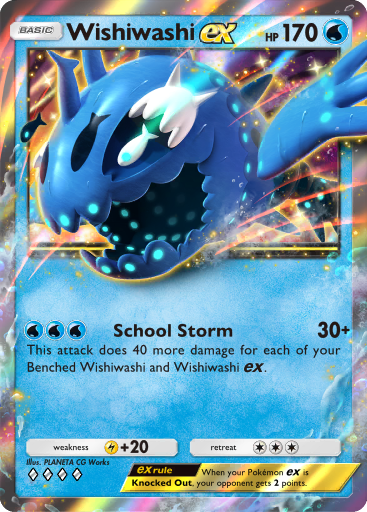 BASIC Wishiwashi ex HP 170
School Storm 30+
This attack does 40 more damage for each of your
Benched Wishiwashi and Wishiwashi ex.
weakness +20 retreat
Illus. PLANETA CG Works
ex rule When your Pokémon ex is
Knocked Out, your opponent gets 2 points.